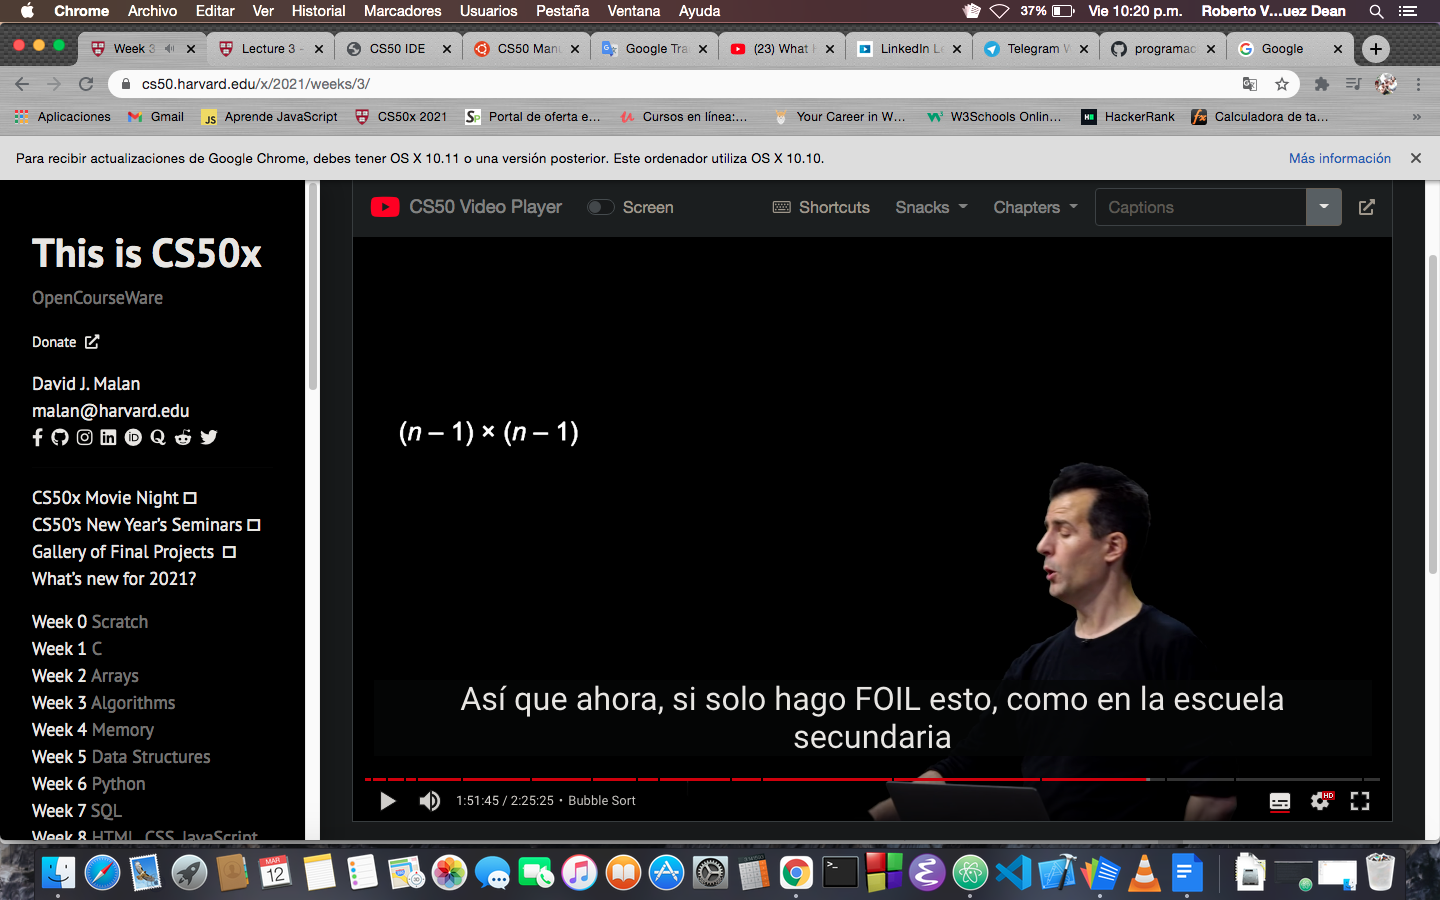 Chrome Archivo Editar Ver Historial Marcadores Usuarios Pestaña Ventana Ayuda 37% Vie 10:20 p.m. Roberto V...uez Dean
Week 3 Lecture 3 - CS50 IDE CS50 Manu Google Tra (23) What LinkedIn Le Telegram W programac Google
cs50.harvard.edu/x/2021/weeks/3/
Aplicaciones Gmail Aprende JavaScript CS50x 2021 Portal de oferta e... Cursos en línea:... Your Career in W... W3Schools Onlin... HackerRank Calculadora de ta... »
Para recibir actualizaciones de Google Chrome, debes tener OS X 10.11 o una versión posterior. Este ordenador utiliza OS X 10.10. Más información
This is CS50x
OpenCourseWare
Donate
David J. Malan
malan@harvard.edu
CS50x Movie Night
CS50's New Year's Seminars
Gallery of Final Projects
What's new for 2021?
Week 0 Scratch
Week 1 C
Week 2 Arrays
Week 3 Algorithms
Week 4 Memory
Week 5 Data Structures
Week 6 Python
Week 7 SQL
Week 8 HTML, CSS, JavaScript
CS50 Video Player Screen Shortcuts Snacks Chapters Captions
(n – 1) × (n – 1)
Así que ahora, si solo hago FOIL esto, como en la escuela
secundaria
1:51:45 / 2:25:25 • Bubble Sort
HD
MAR
12